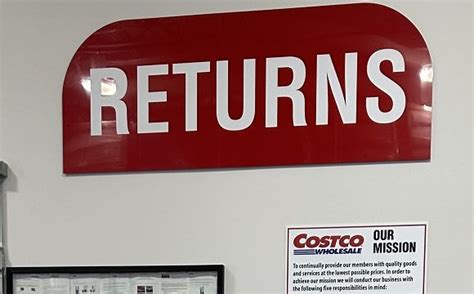 RETURNS
COSTCO
WHOLESALE
OUR
MISSION
To continually provide our members with quality goods
and services at the lowest possible prices. In order to
achieve our mission we will conduct our business with
the following five responsibilities in mind: